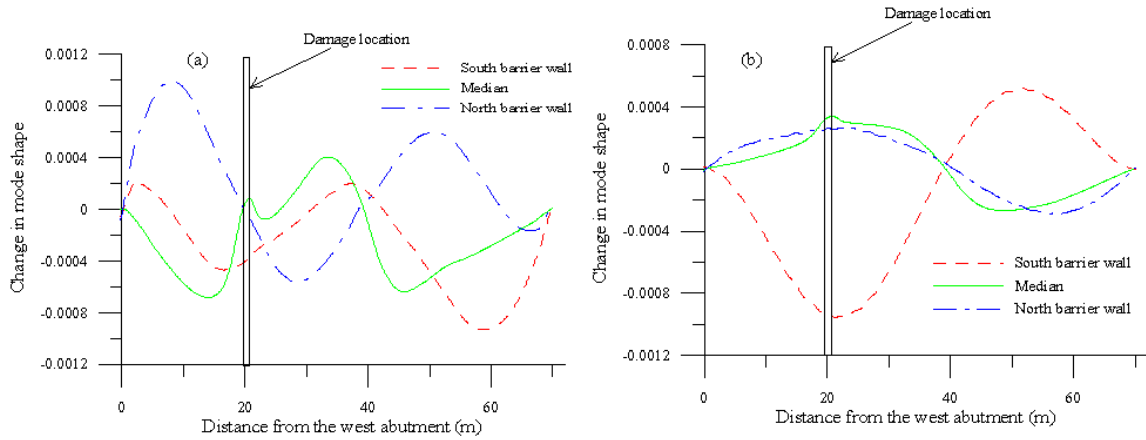 Damage location
(a)
South barrier wall
Median
North barrier wall
Change in mode shape
0.0012
0.0008
0.0004
0
-0.0004
-0.0008
-0.0012
0 20 40 60
Distance from the west abutment (m)
Damage location
(b)
Change in mode shape
0.0008
0.0004
0
-0.0004
-0.0008
-0.0012
South barrier wall
Median
North barrier wall
0 20 40 60
Distance from the west abutment (m)